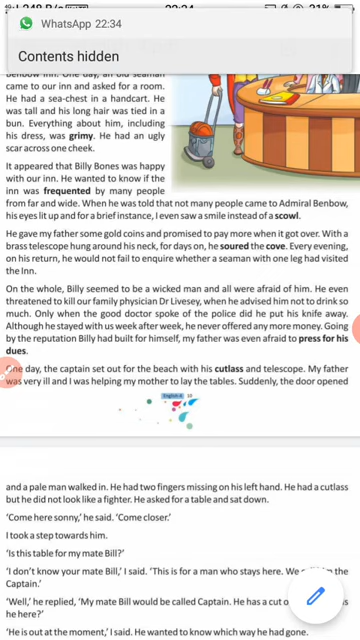 WhatsApp 22:34
Contents hidden
Benbow Inn. One day, an old seaman
came to our inn and asked for a room.
He had a sea-chest in a handcart. He
was tall and his long hair was tied in a
bun. Everything about him, including
his dress, was grimy. He had an ugly
scar across one cheek.
It appeared that Billy Bones was happy
with our inn. He wanted to know if the
inn was frequented by many people
from far and wide. When he was told that not many people came to Admiral Benbow,
his eyes lit up and for a brief instance, I even saw a smile instead of a scowl.
He gave my father some gold coins and promised to pay more when it got over. With a
brass telescope hung around his neck, for days on, he soured the cove. Every evening,
on his return, he would not fail to enquire whether a seaman with one leg had visited
the Inn.
On the whole, Billy seemed to be a wicked man and all were afraid of him. He even
threatened to kill our family physician Dr Livesey, when he advised him not to drink so
much. Only when the good doctor spoke of the police did he put his knife away.
Although he stayed with us week after week, he never offered any more money. Going
by the reputation Billy had built for himself, my father was even afraid to press for his
dues.
One day, the captain set out for the beach with his cutlass and telescope. My father
was very ill and I was helping my mother to lay the tables. Suddenly, the door opened
English-8
and a pale man walked in. He had two fingers missing on his left hand. He had a cutlass
but he did not look like a fighter. He asked for a table and sat down.
'Come here sonny,' he said. 'Come closer.'
I took a step towards him.
'Is this table for my mate Bill?'
'I don't know your mate Bill,' I said. 'This is for a man who stays here. We the
Captain.'
'Well,' he replied, 'My mate Bill would be called Captain. He has a cut o
he here?'
'He is out at the moment,' I said. He wanted to know which way he had gone.